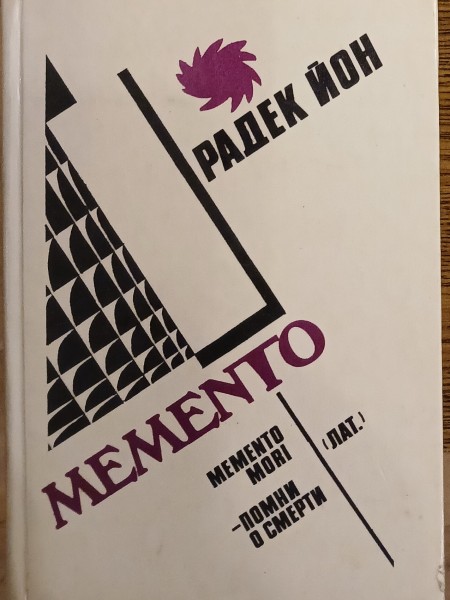 РАДЕК ЙОН
MEMENTO
MEMENTO
MORI
(ЛАТ.)
–ПОМНИ
О СМЕРТИ